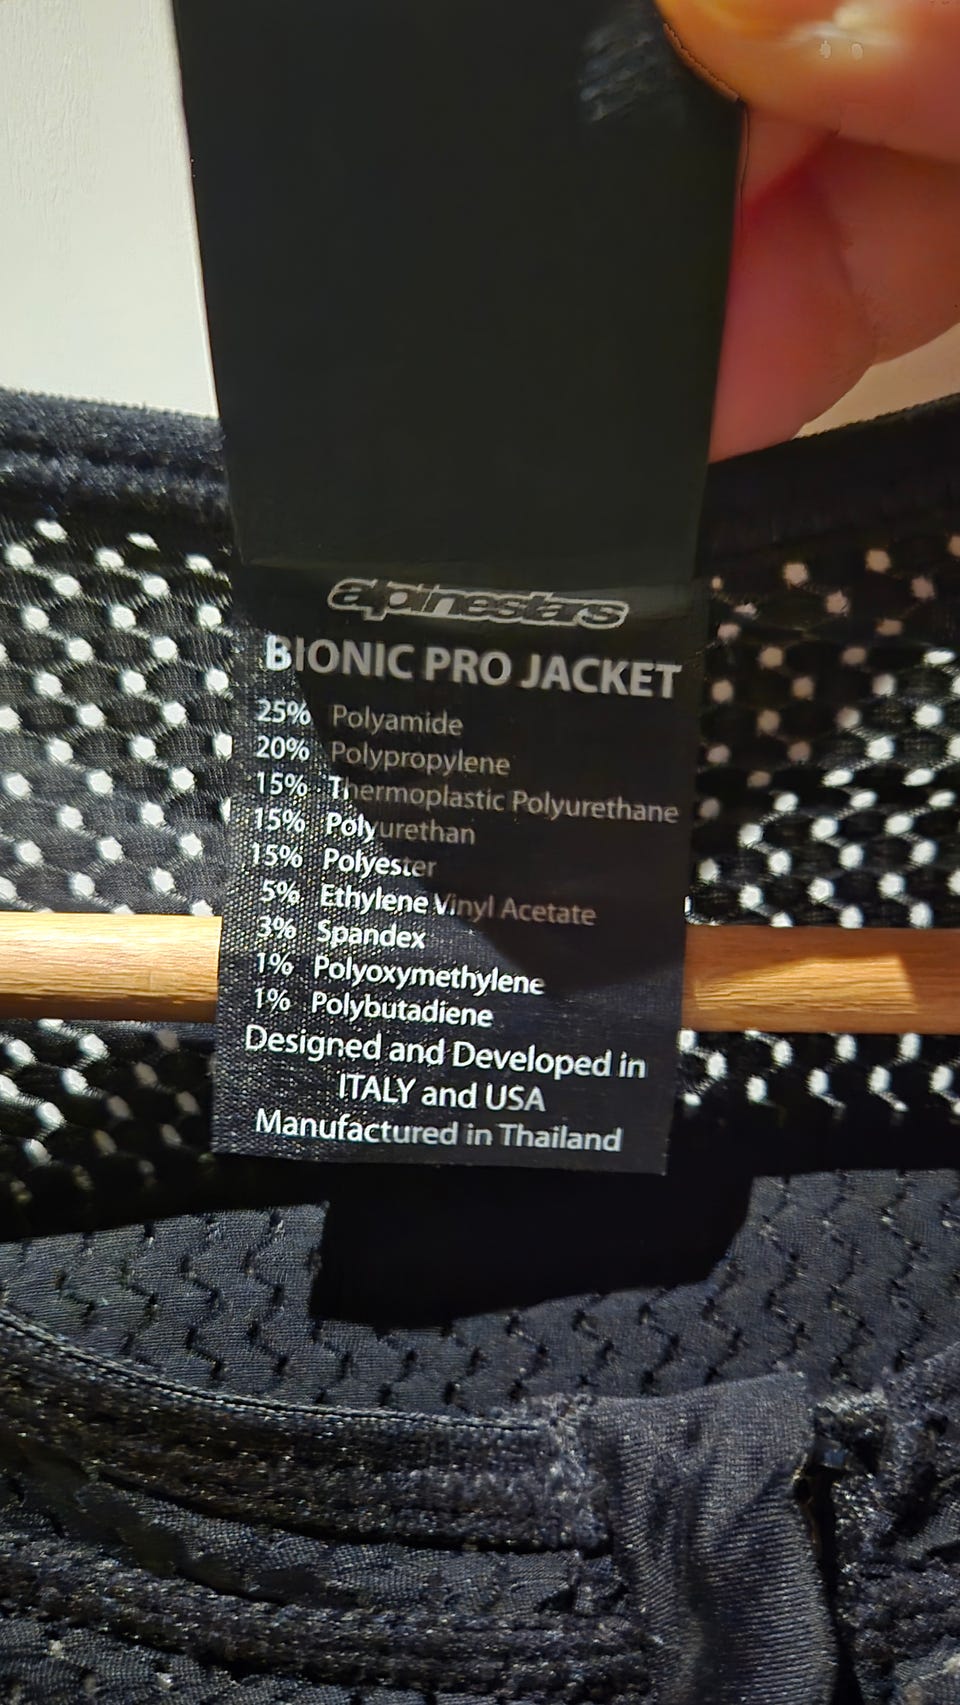 alpinestars
BIONIC PRO JACKET
25% Polyamide
20% Polypropylene
15% Thermoplastic Polyurethane
15% Polyurethan
15% Polyester
5% Ethylene Vinyl Acetate
3% Spandex
1% Polyoxymethylene
1% Polybutadiene
Designed and Developed in
ITALY and USA
Manufactured in Thailand